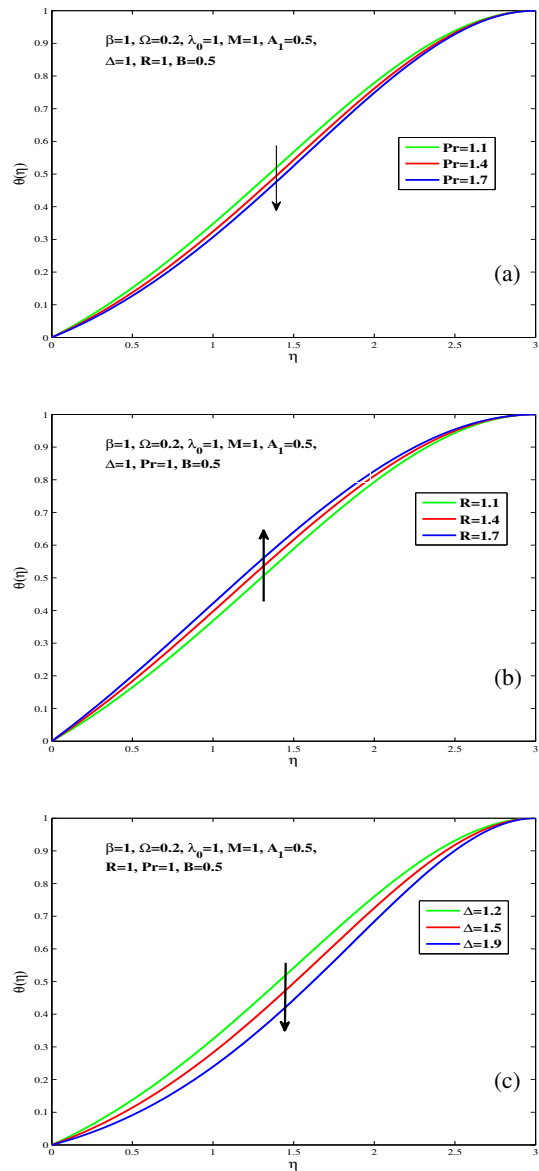 β=1, Ω=0.2, λ₀=1, M=1, A₁=0.5,
Δ=1, R=1, B=0.5
Pr=1.1
Pr=1.4
Pr=1.7
1
0.9
0.8
0.7
0.6
0.5
0.4
0.3
0.2
0.1
0
θ(η)
(a)
0 0.5 1 1.5 2 2.5 3
η
β=1, Ω=0.2, λ₀=1, M=1, A₁=0.5,
Δ=1, Pr=1, B=0.5
R=1.1
R=1.4
R=1.7
1
0.9
0.8
0.7
0.6
0.5
0.4
0.3
0.2
0.1
0
θ(η)
(b)
0 0.5 1 1.5 2 2.5 3
η
β=1, Ω=0.2, λ₀=1, M=1, A₁=0.5,
R=1, Pr=1, B=0.5
Δ=1.2
Δ=1.5
Δ=1.9
1
0.9
0.8
0.7
0.6
0.5
0.4
0.3
0.2
0.1
0
θ(η)
(c)
0 0.5 1 1.5 2 2.5 3
η